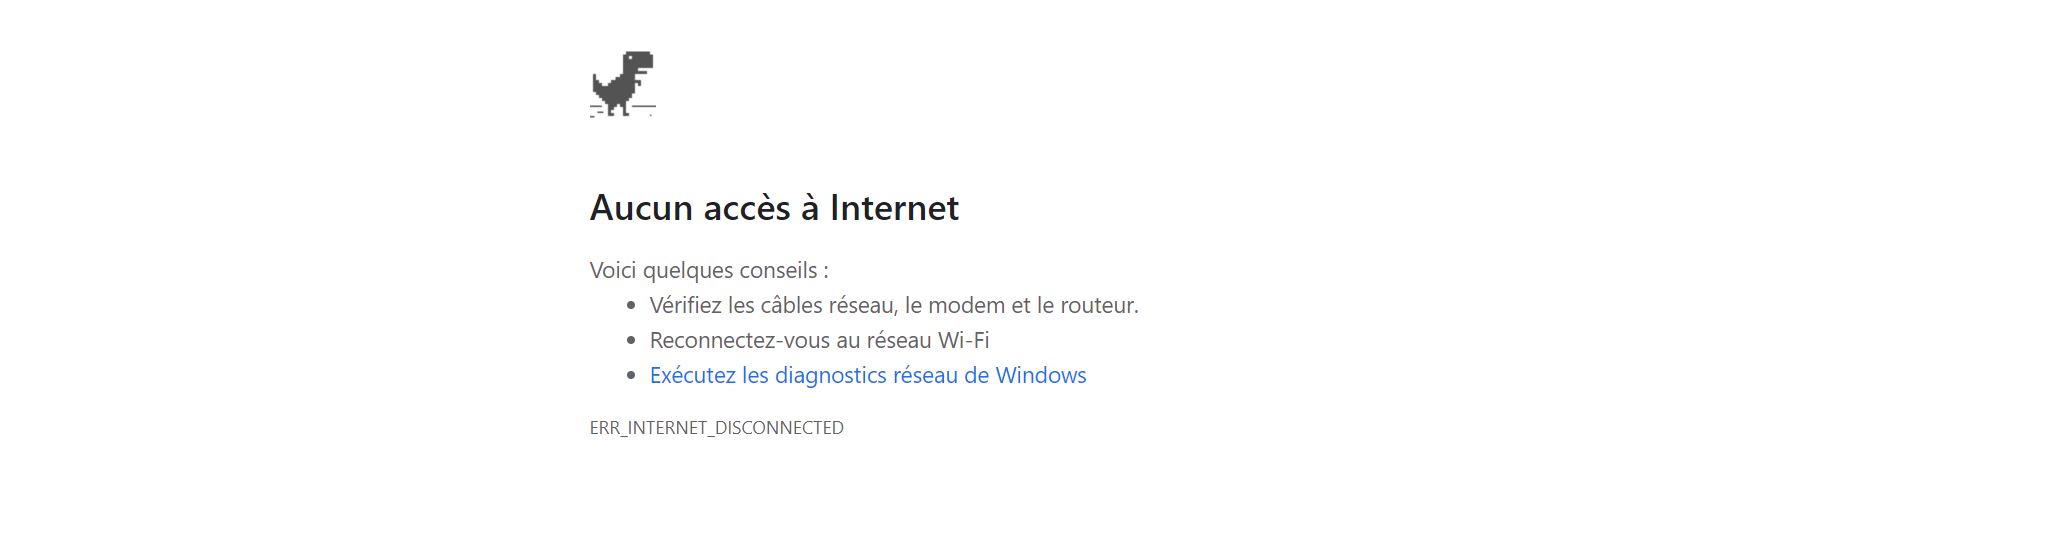 Aucun accès à Internet
Voici quelques conseils :
Vérifiez les câbles réseau, le modem et le routeur.
Reconnectez-vous au réseau Wi-Fi
Exécutez les diagnostics réseau de Windows
ERR_INTERNET_DISCONNECTED